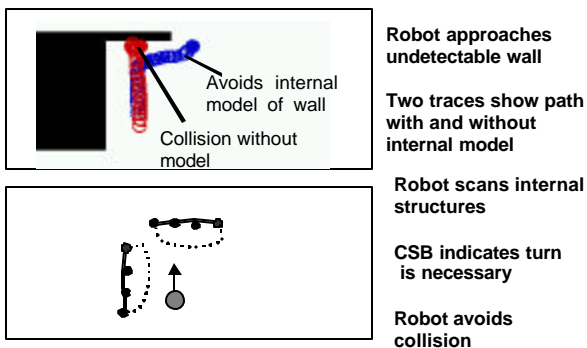 Avoids internal
model of wall
Collision without
model
Robot approaches
undetectable wall
Two traces show path
with and without
internal model
Robot scans internal
structures
CSB indicates turn
is necessary
Robot avoids
collision